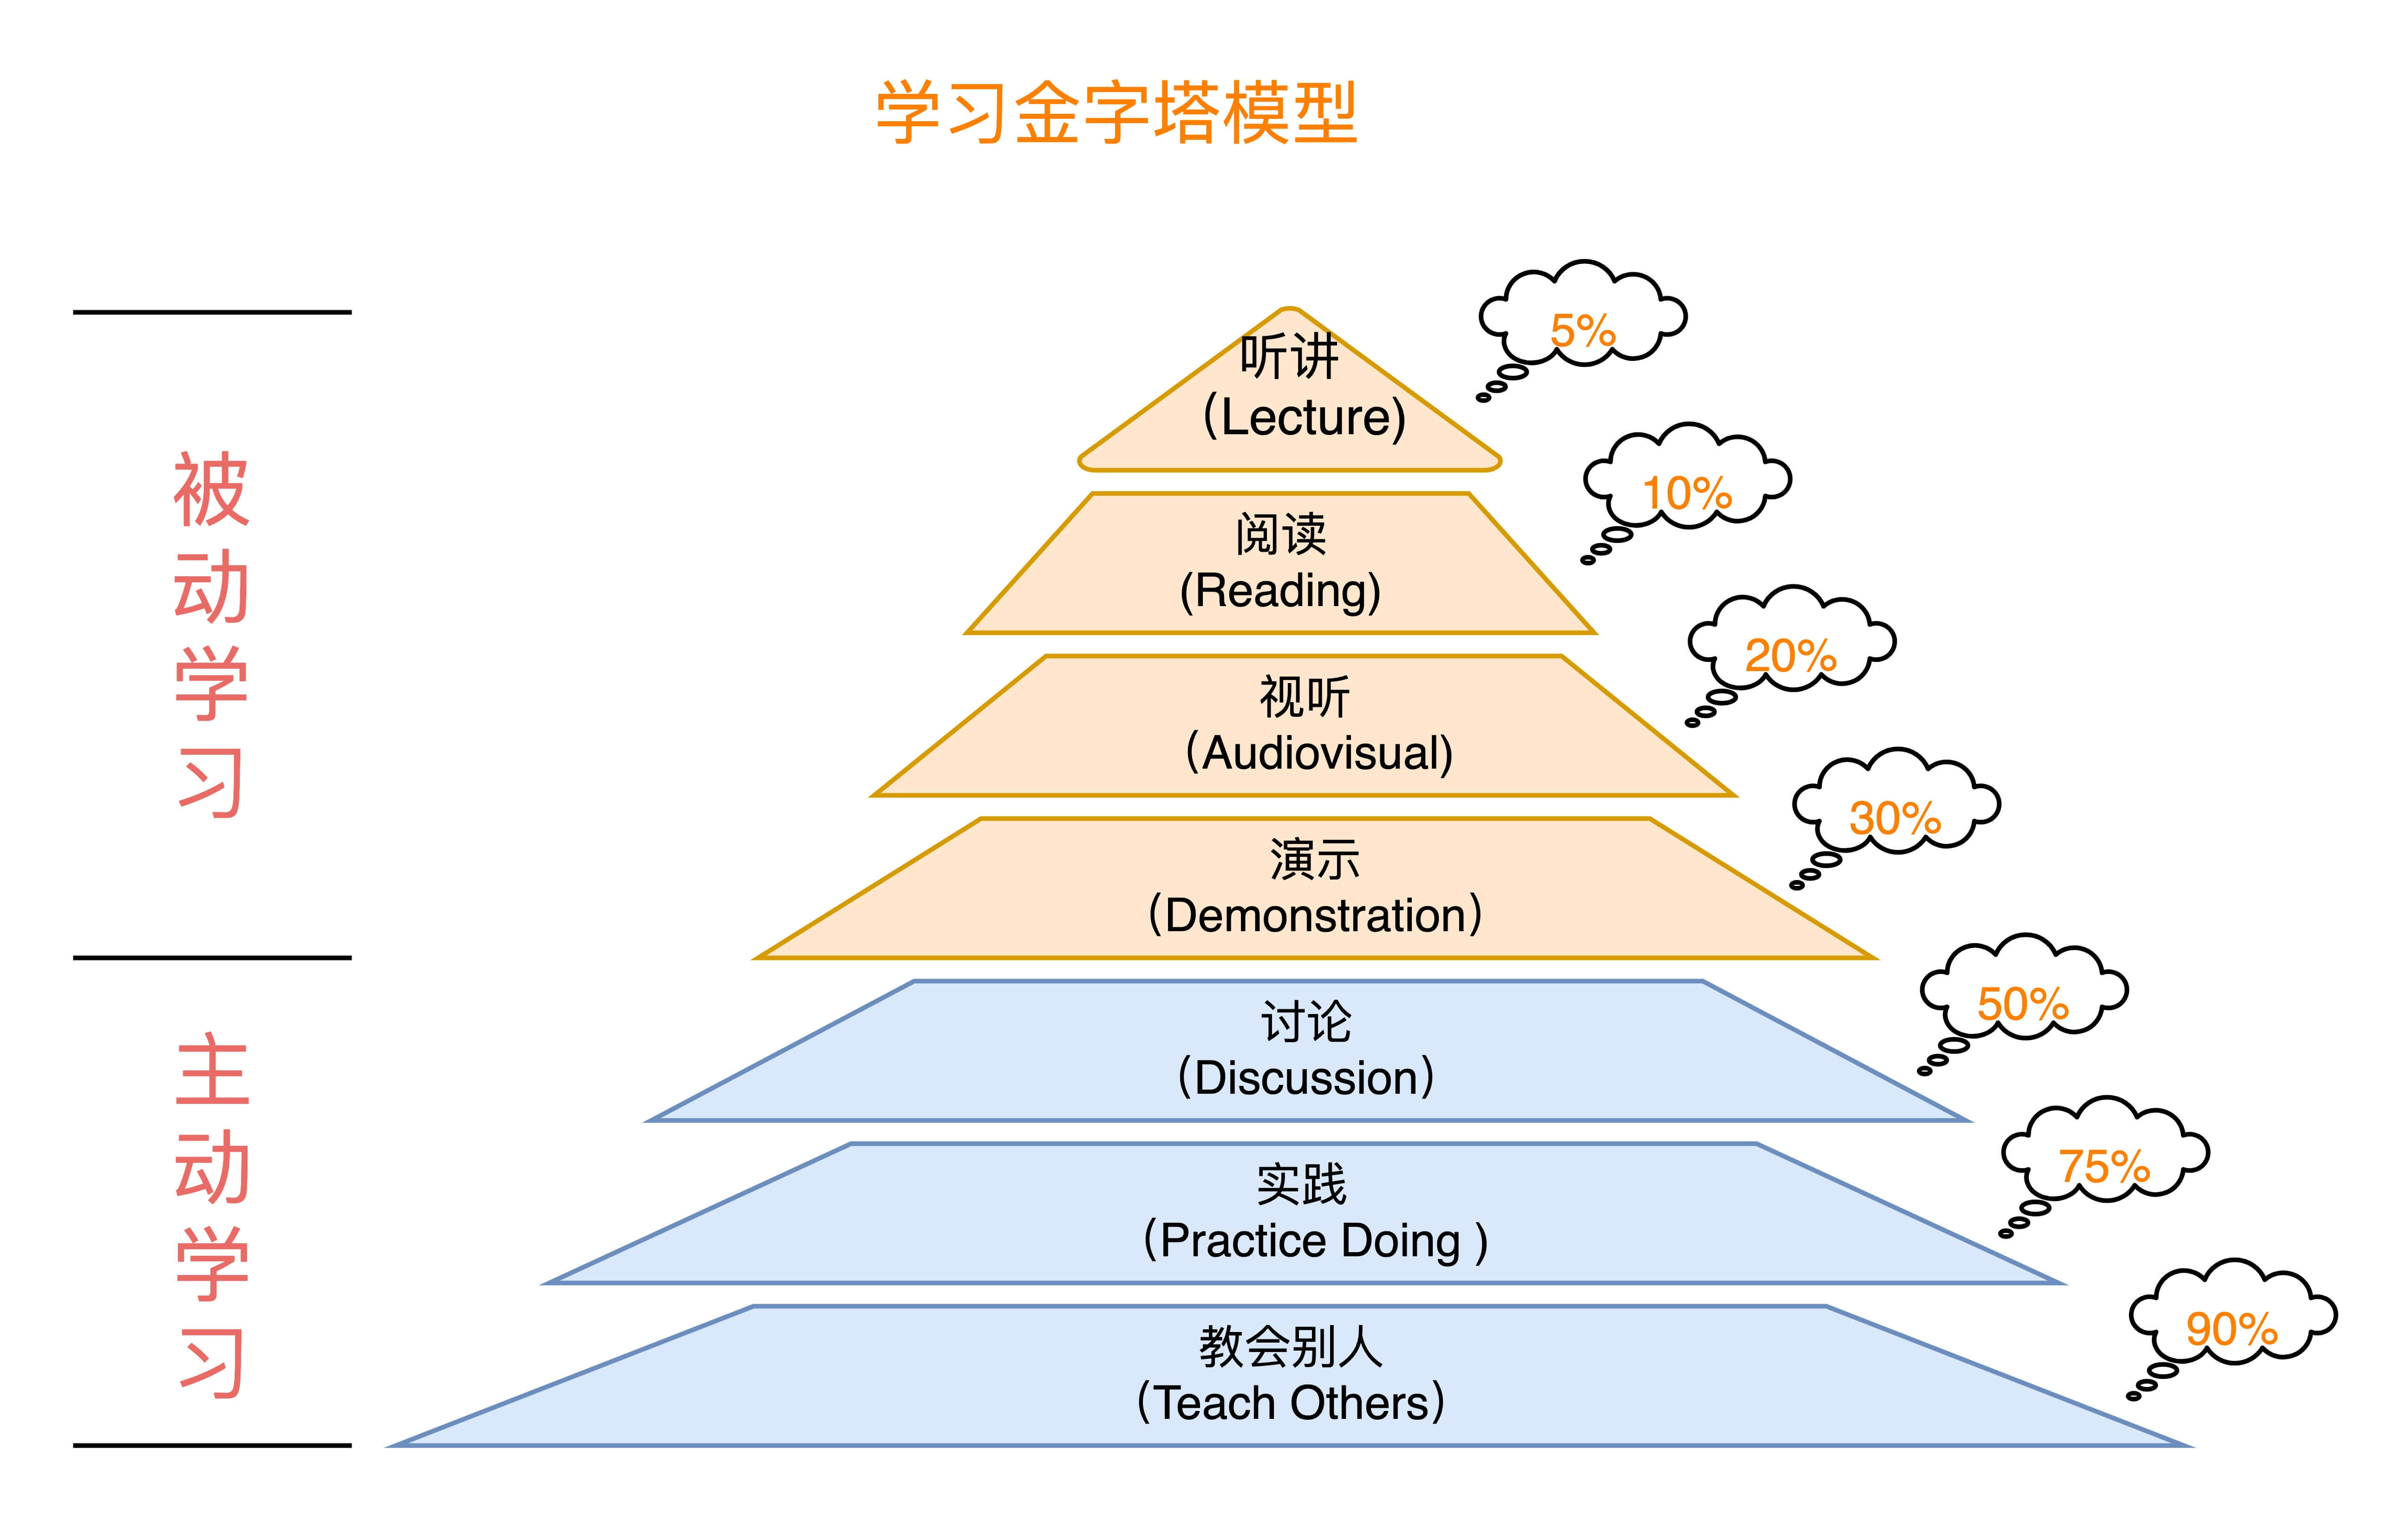 学习金字塔模型
被动学习
听讲
（Lecture）
5%
阅读
(Reading)
10%
视听
（Audiovisual)
20%
演示
（Demonstration）
30%
主动学习
讨论
（Discussion）
50%
实践
（Practice Doing )
75%
教会别人
（Teach Others）
90%